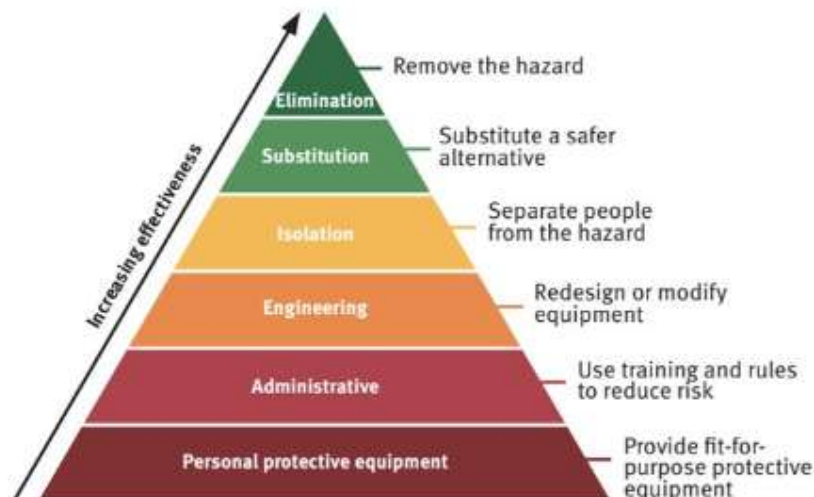 Increasing effectiveness
Elimination
Remove the hazard
Substitution
Substitute a safer
alternative
Isolation
Separate people
from the hazard
Engineering
Redesign or modify
equipment
Administrative
Use training and rules
to reduce risk
Personal protective equipment
Provide fit-for-
purpose protective
equipment